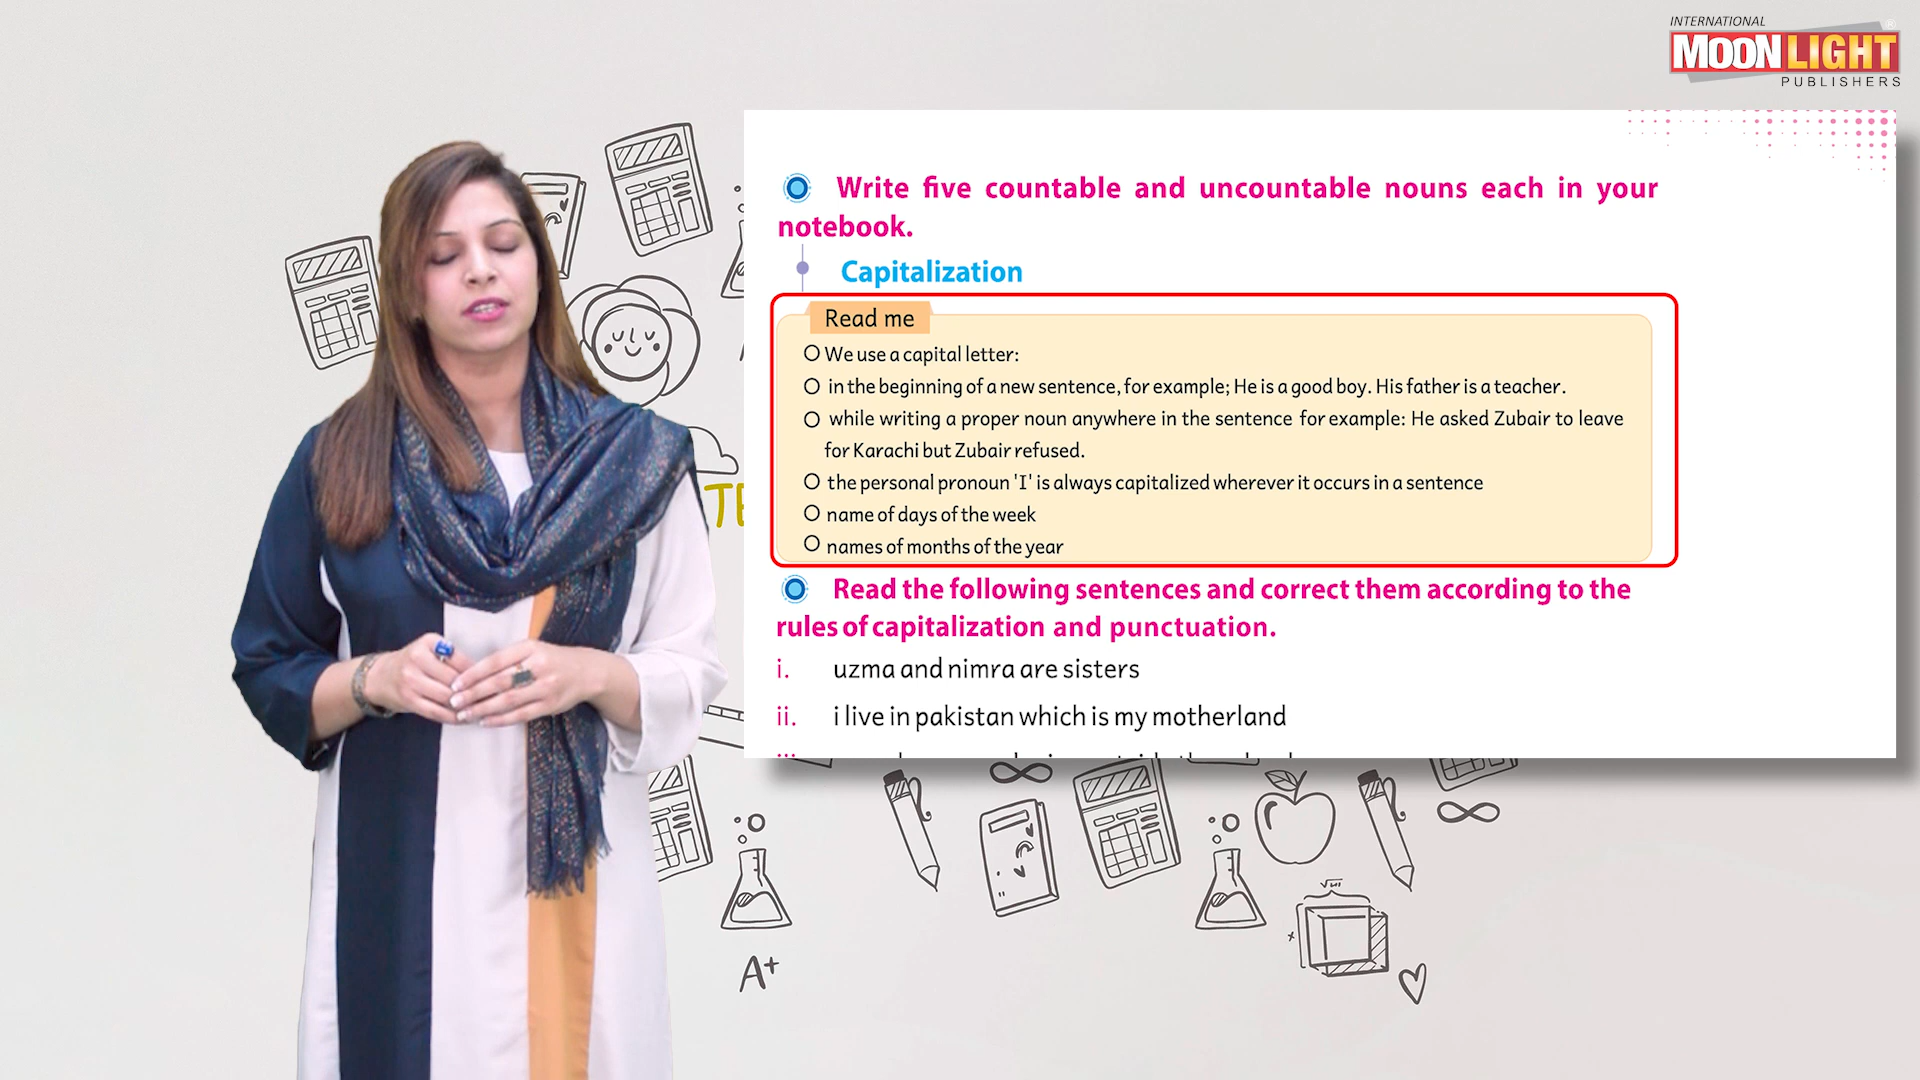 INTERNATIONAL
MOONLIGHT®
PUBLISHERS
Write five countable and uncountable nouns each in your
notebook.
Capitalization
Read me
We use a capital letter:
in the beginning of a new sentence, for example; He is a good boy. His father is a teacher.
while writing a proper noun anywhere in the sentence for example: He asked Zubair to leave
for Karachi but Zubair refused.
the personal pronoun 'I' is always capitalized wherever it occurs in a sentence
name of days of the week
names of months of the year
Read the following sentences and correct them according to the
rules of capitalization and punctuation.
i. uzma and nimra are sisters
ii. i live in pakistan which is my motherland
TE
A+